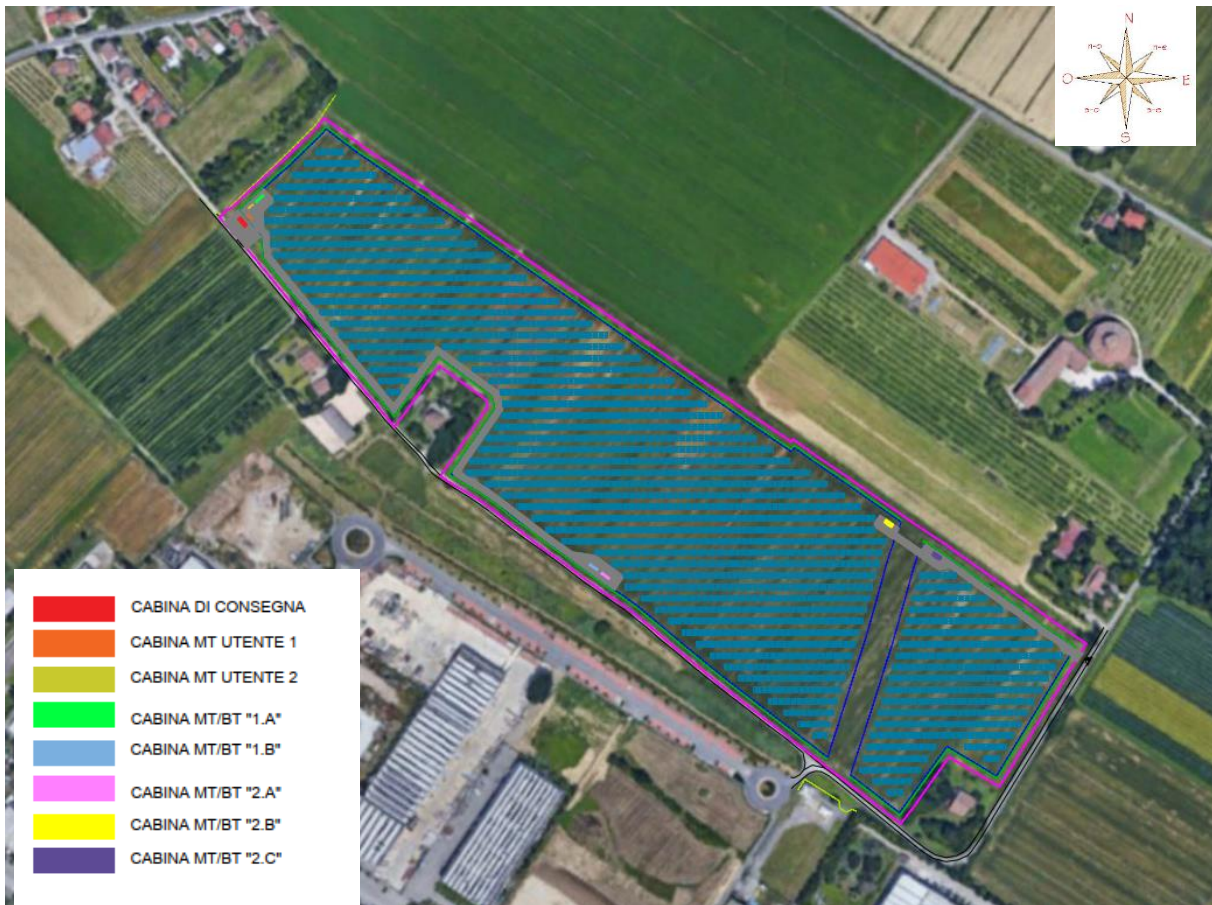 N
n-o
n-e
O
E
s-o
s-e
S
CABINA DI CONSEGNA
CABINA MT UTENTE 1
CABINA MT UTENTE 2
CABINA MT/BT "1.A"
CABINA MT/BT "1.B"
CABINA MT/BT "2.A"
CABINA MT/BT "2.B"
CABINA MT/BT "2.C"